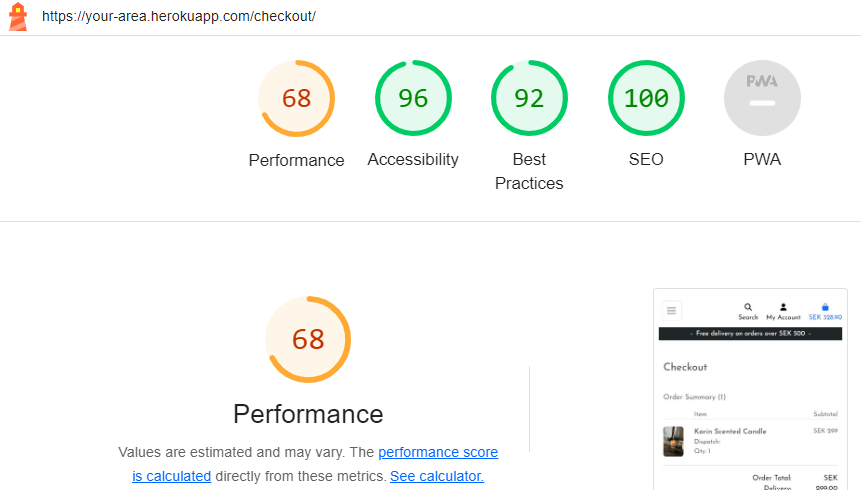 https://your-area.herokuapp.com/checkout/
68 96 92 100 PWA
Performance Accessibility Best Practices SEO PWA
68
Performance
Values are estimated and may vary. The performance score
is calculated directly from these metrics. See calculator.
Search My Account SEK 328.90
- Free delivery on orders over SEK 300 -
Checkout
Order Summary (1)
Item Subtotal
Karin Scented Candle SEK 299
Dispatch:
Qty: 1
Order Total: SEK
299.00
Delivery: